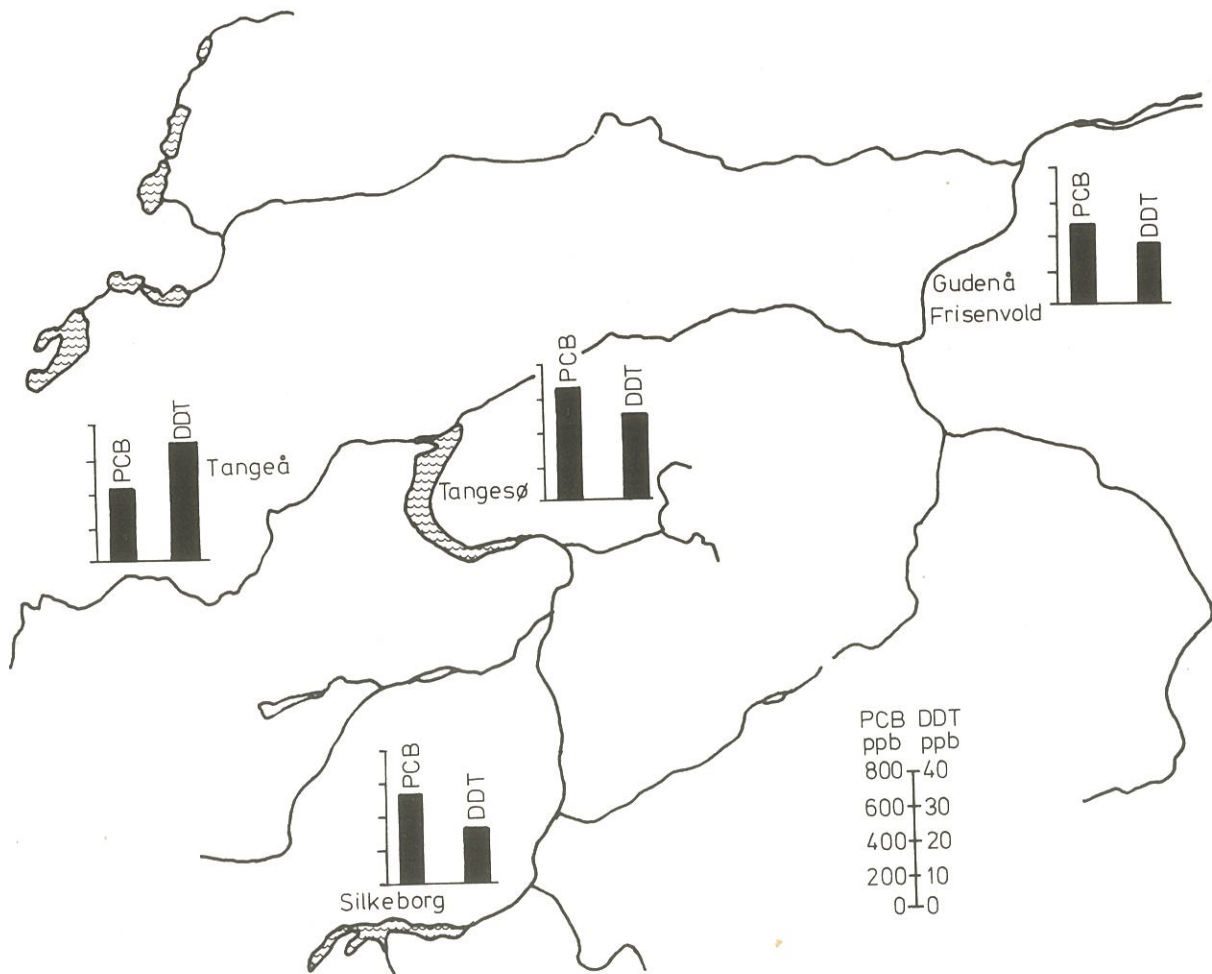 PCB
DDT
Gudenå
Frisenvold
PCB
DDT
Tangesø
PCB
DDT
Tangeå
PCB
DDT
Silkeborg
PCB DDT
ppb ppb
800 40
600 30
400 20
200 10
0 0